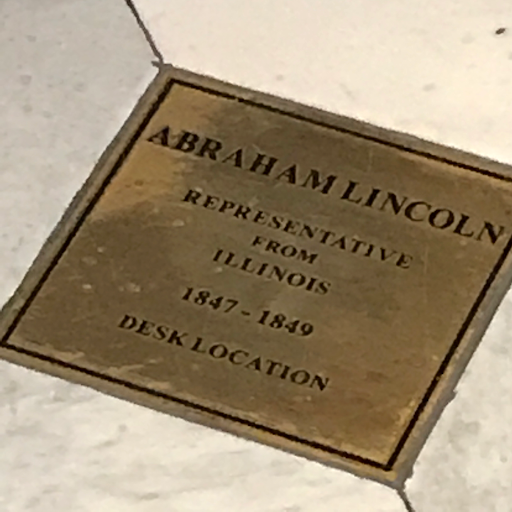 ABRAHAM LINCOLN
REPRESENTATIVE
FROM
ILLINOIS
1847 - 1849
DESK LOCATION